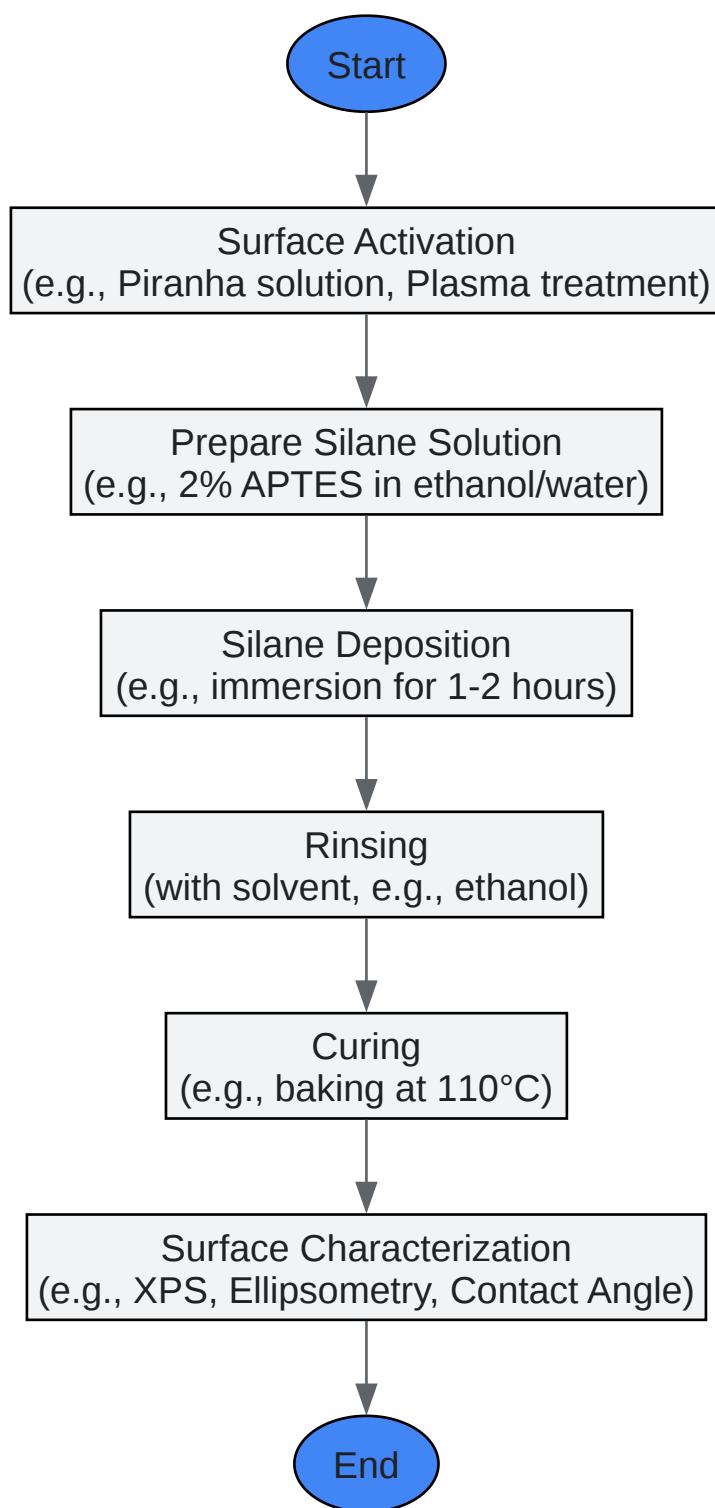 Start
Surface Activation
(e.g., Piranha solution, Plasma treatment)
Prepare Silane Solution
(e.g., 2% APTES in ethanol/water)
Silane Deposition
(e.g., immersion for 1-2 hours)
Rinsing
(with solvent, e.g., ethanol)
Curing
(e.g., baking at 110°C)
Surface Characterization
(e.g., XPS, Ellipsometry, Contact Angle)
End